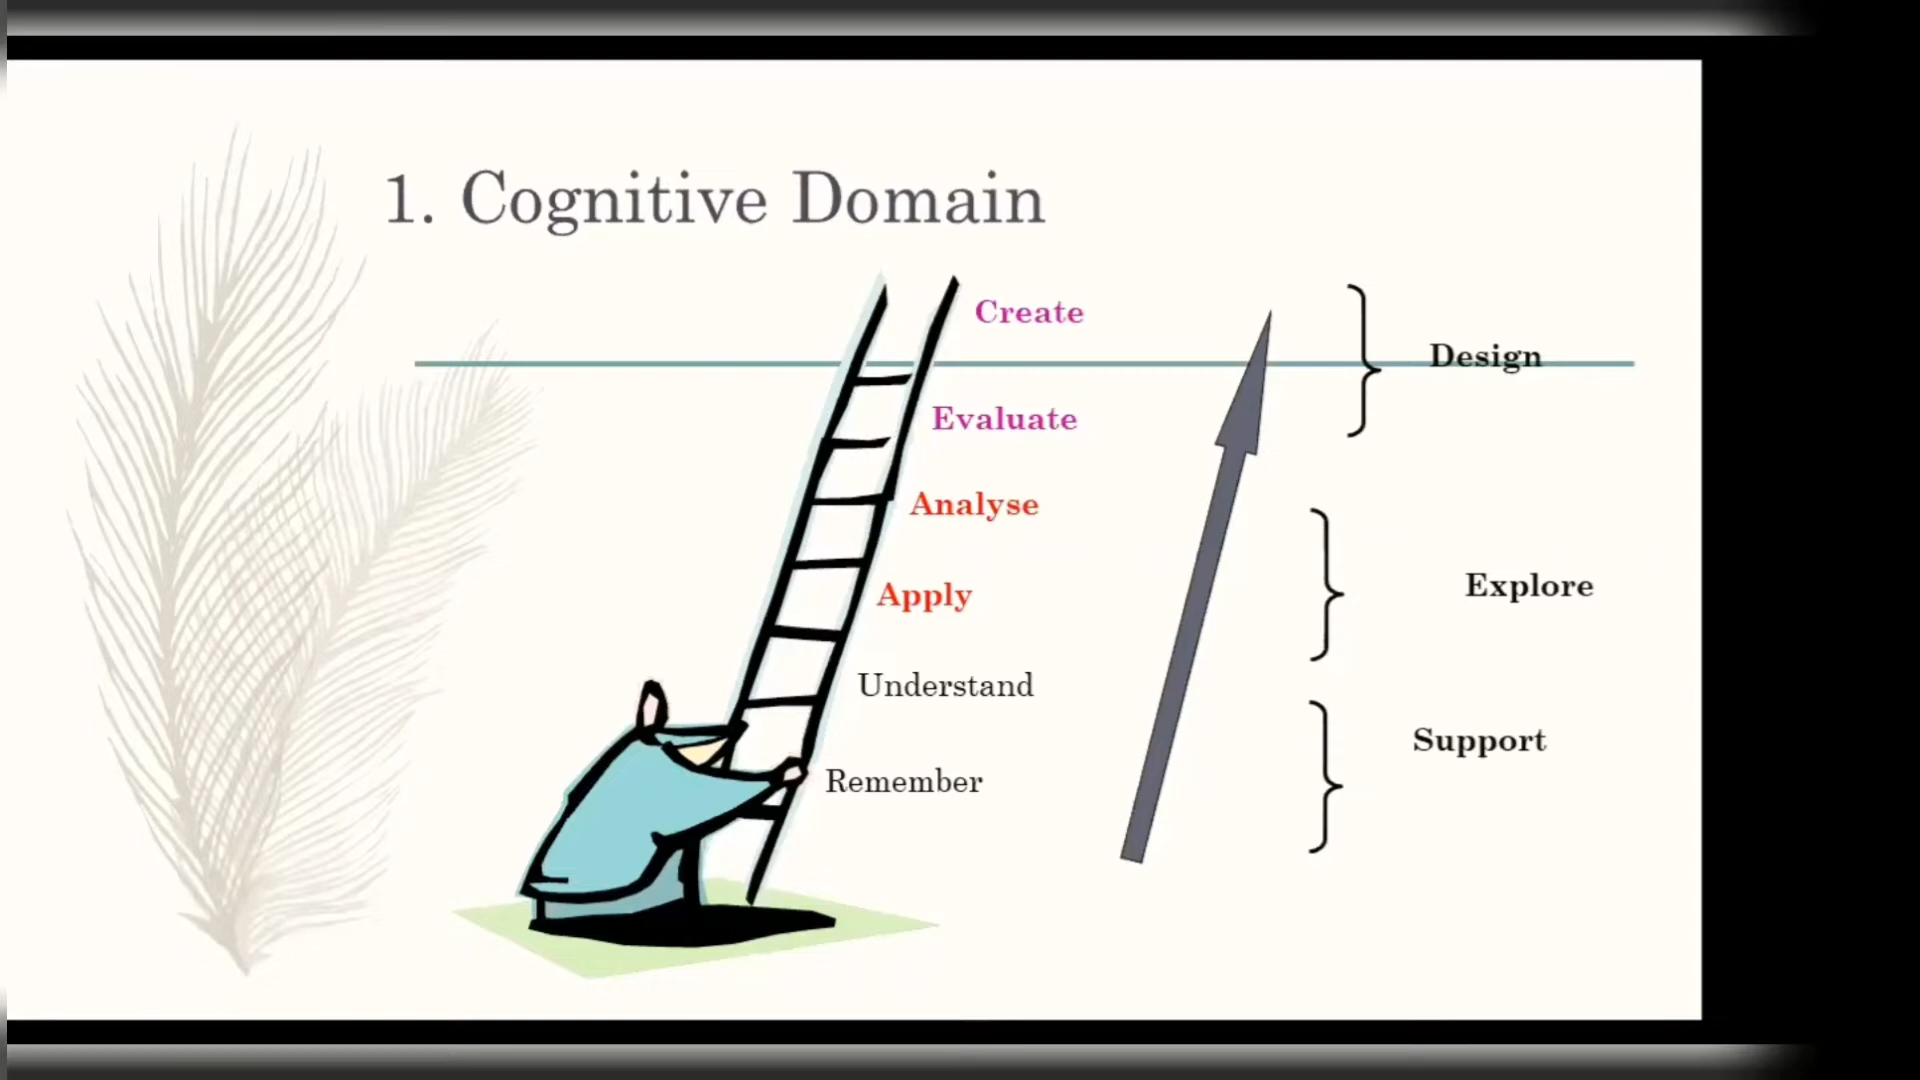 1. Cognitive Domain
Create
Design
Evaluate
Analyse
Explore
Apply
Understand
Support
Remember